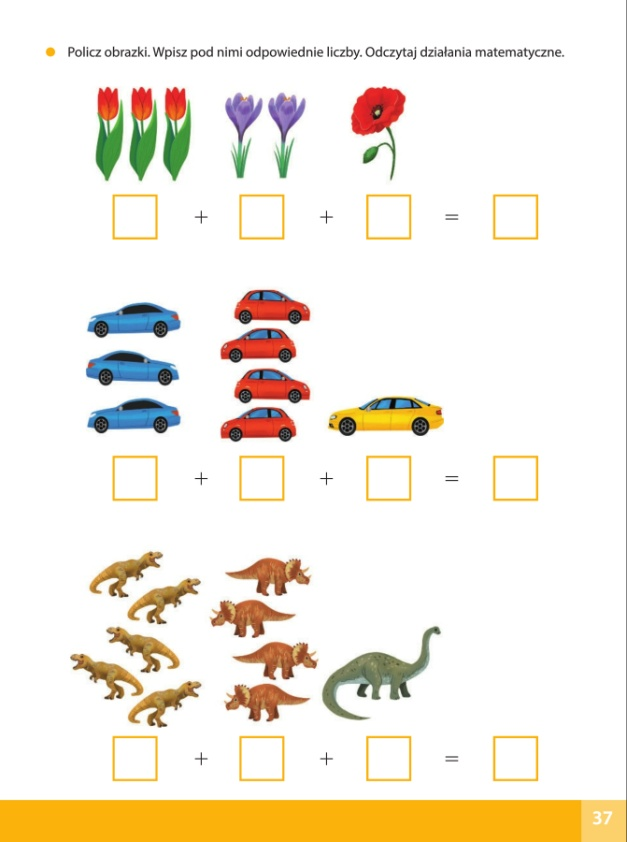 Policz obrazki. Wpisz pod nimi odpowiednie liczby. Odczytaj działania matematyczne.
+ + =
+ + =
+ + =
37